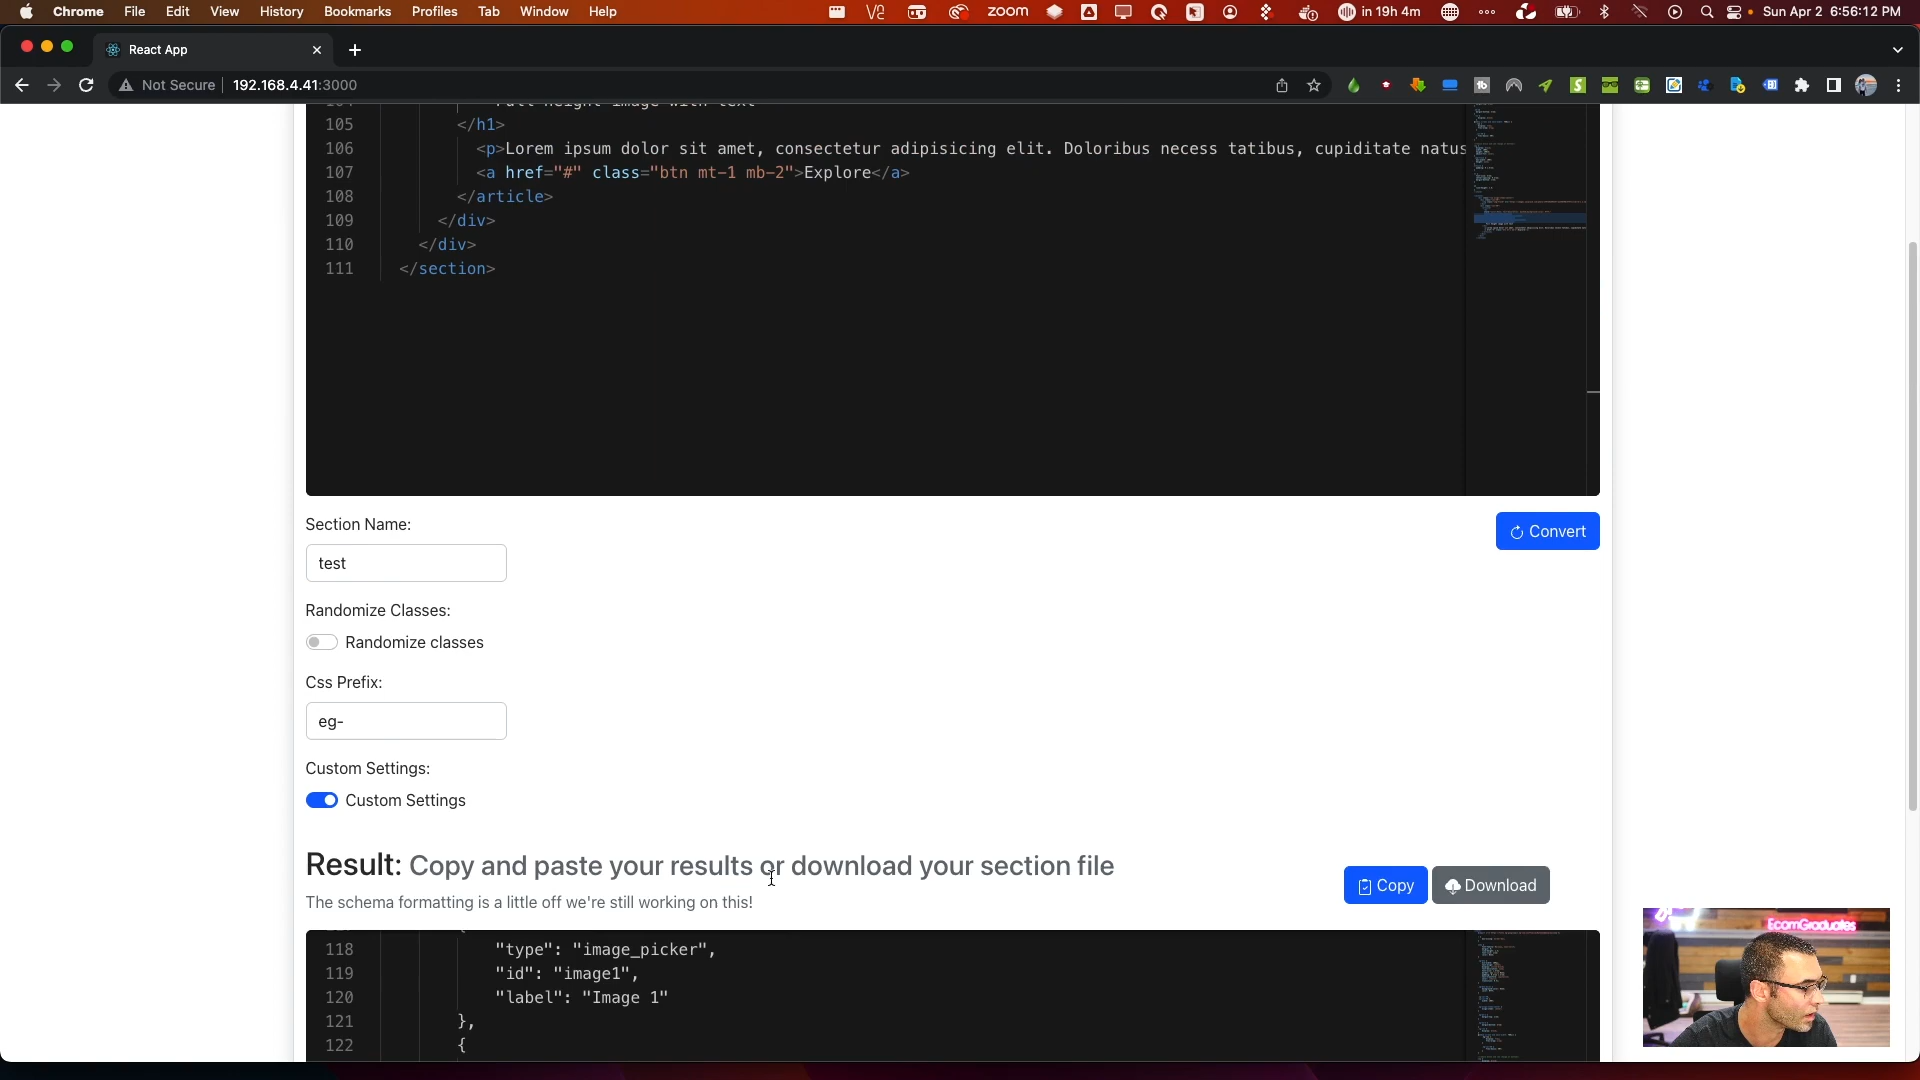 Chrome File Edit View History Bookmarks Profiles Tab Window Help zoom in 19h 4m Sun Apr 2 6:56:12 PM
React App
Not Secure 192.168.4.41:3000
105 </h1>
106 <p>Lorem ipsum dolor sit amet, consectetur adipisicing elit. Doloribus necess tatibus, cupiditate natus
107 <a href="#" class="btn mt-1 mb-2">Explore</a>
108 </article>
109 </div>
110 </div>
111 </section>
Section Name:
Convert
test
Randomize Classes:
Randomize classes
Css Prefix:
eg-
Custom Settings:
Custom Settings
Result: Copy and paste your results or download your section file
Copy Download
The schema formatting is a little off we're still working on this!
118 "type": "image_picker",
119 "id": "image1",
120 "label": "Image 1"
121 },
122 {
EcomGraduates